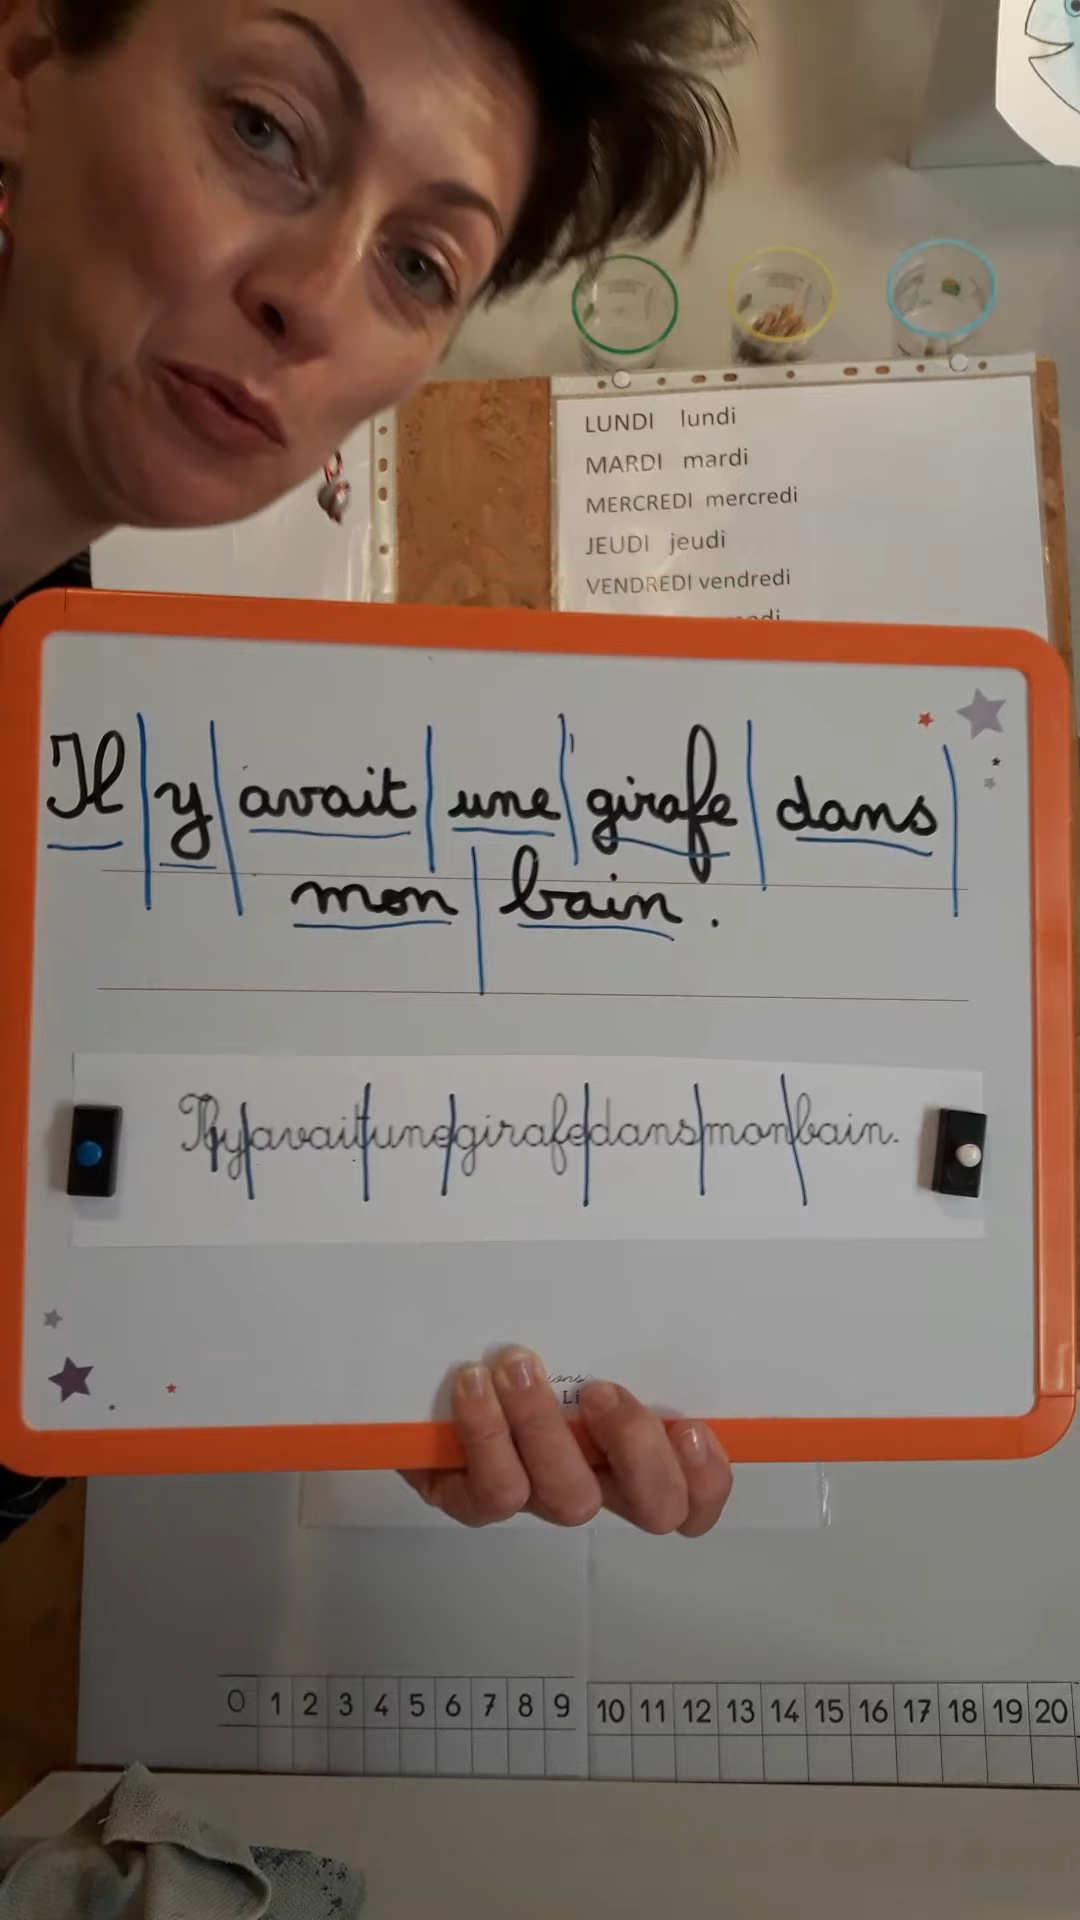 LUNDI lundi
MARDI mardi
MERCREDI mercredi
JEUDI jeudi
VENDREDI vendredi
Il y avait une girafe dans
mon bain.
Ilyavaitunegirafedansmonbain.
0 1 2 3 4 5 6 7 8 9 10 11 12 13 14 15 16 17 18 19 20